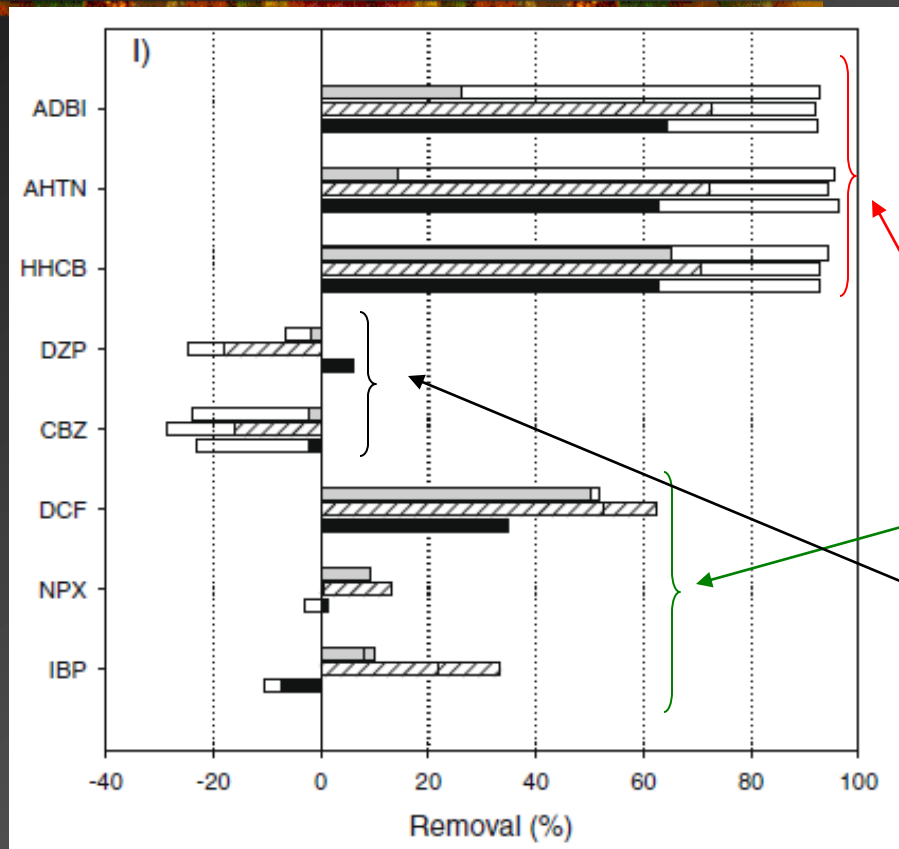 I)
ADBI
AHTN
HHCB
DZP
CBZ
DCF
NPX
IBP
-40 -20 0 20 40 60 80 100
Removal (%)